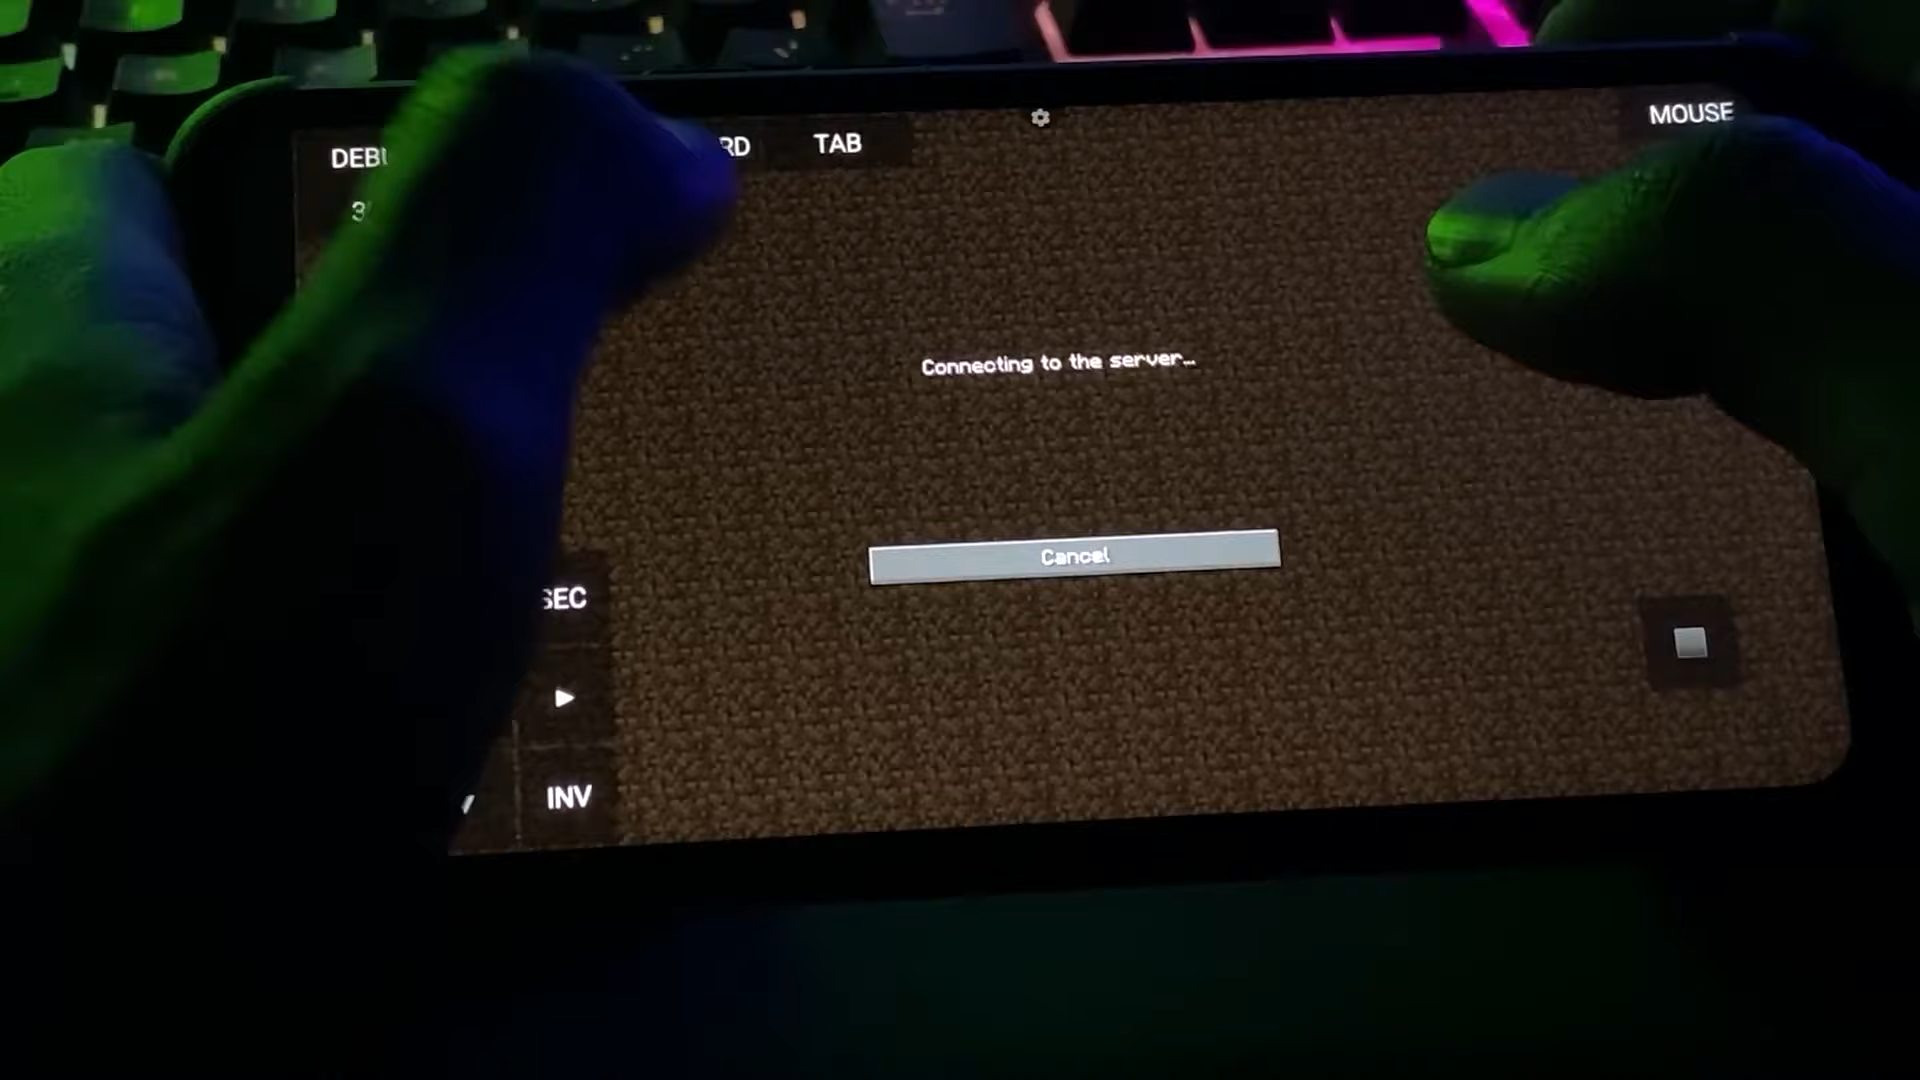 TAB
MOUSE
Connecting to the server...
Cancel
INV